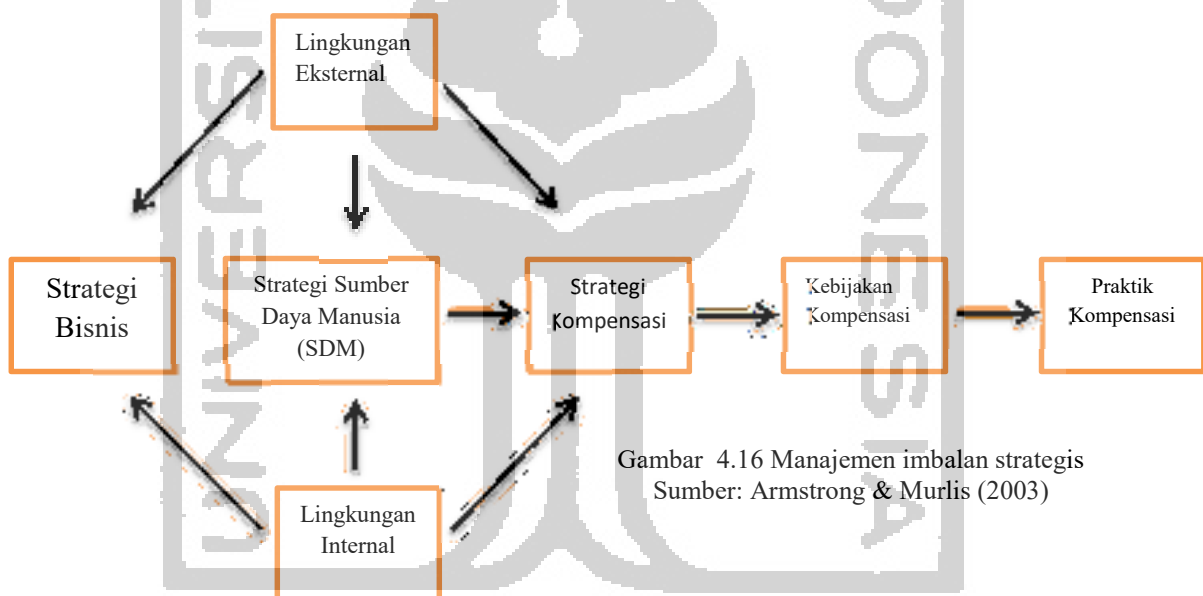 Lingkungan
Eksternal
Strategi
Bisnis
Strategi Sumber
Daya Manusia
(SDM)
Strategi
Kompensasi
Kebijakan
Kompensasi
Praktik
Kompensasi
Gambar 4.16 Manajemen imbalan strategis
Sumber: Armstrong & Murlis (2003)
Lingkungan
Internal